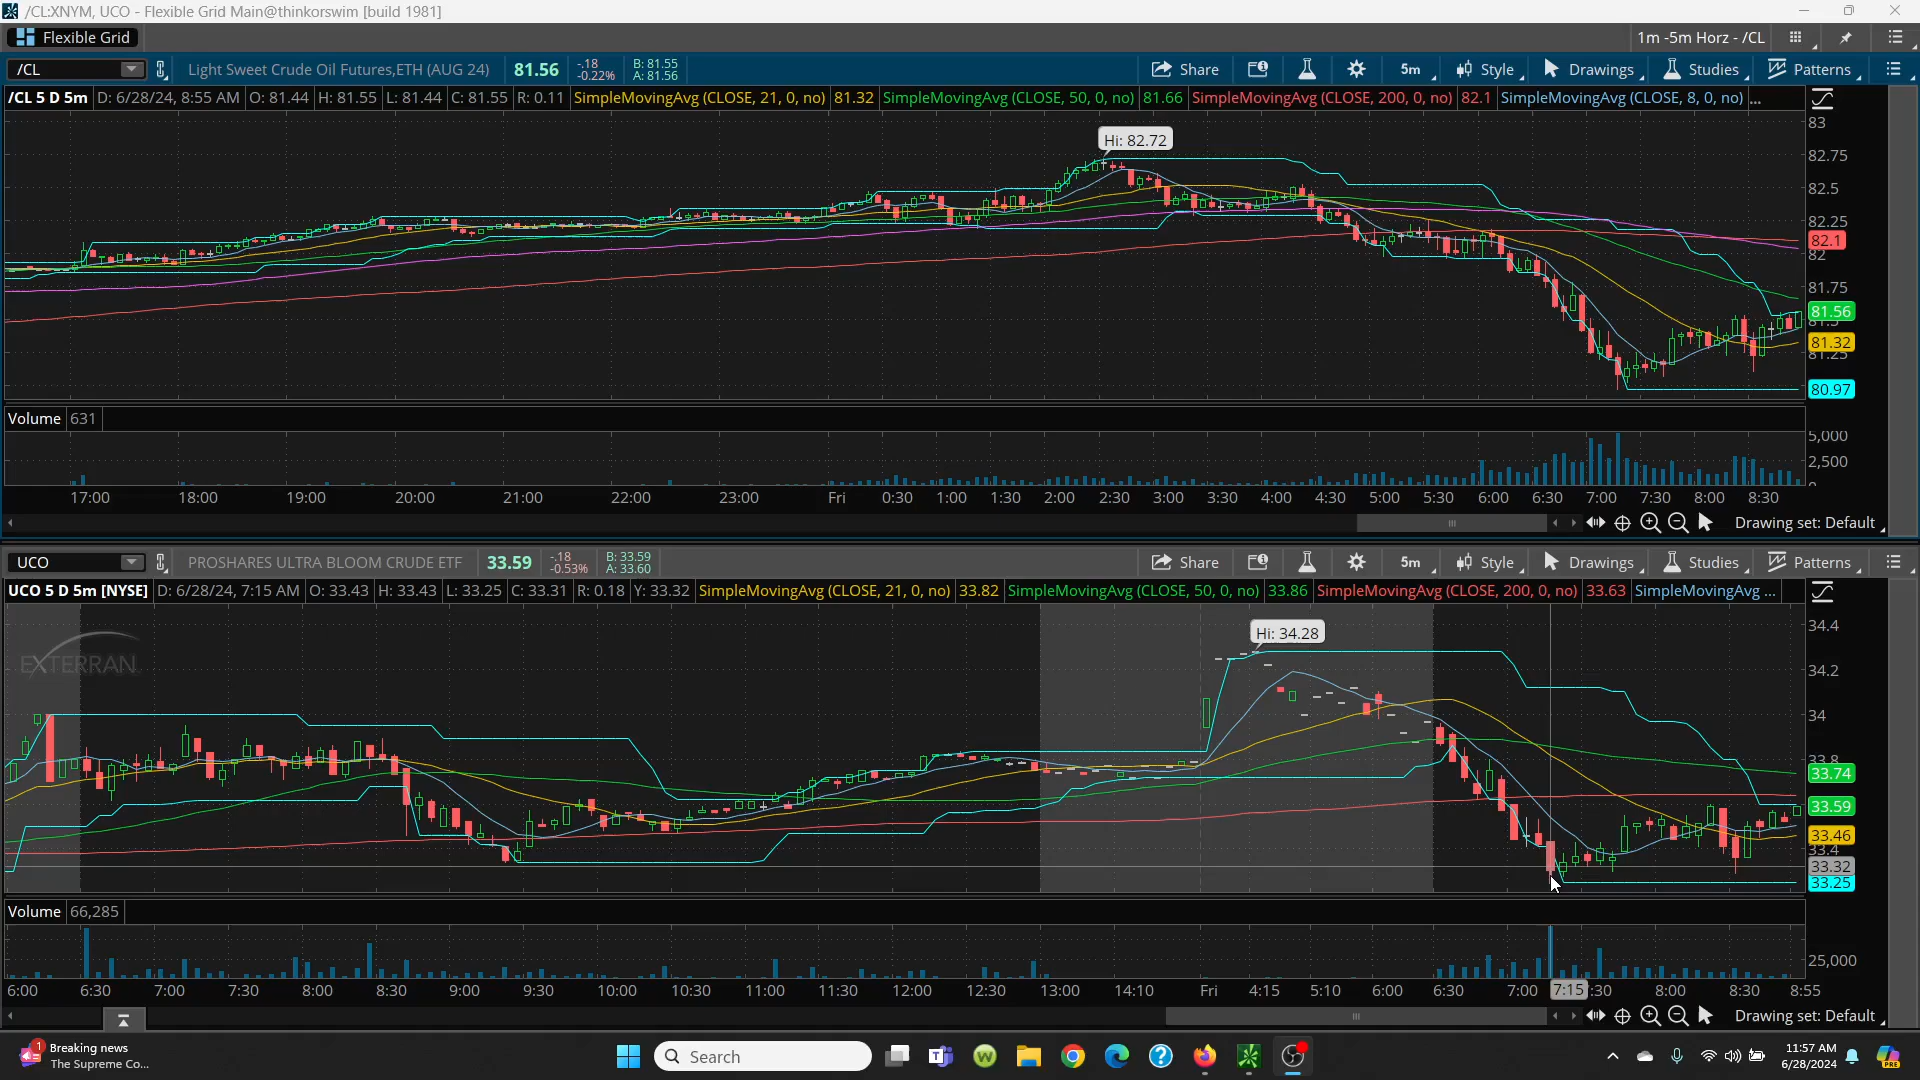 /CL:XNYM, UCO - Flexible Grid Main@thinkorswim [build 1981]
Flexible Grid
1m -5m Horz - /CL
/CL Light Sweet Crude Oil Futures,ETH (AUG 24) 81.56 -.18 -0.22% B: 81.55 A: 81.56 Share 5m Style Drawings Studies Patterns
/CL 5 D 5m D: 6/28/24, 8:55 AM O: 81.44 H: 81.55 L: 81.44 C: 81.55 R: 0.11 SimpleMovingAvg (CLOSE, 21, 0, no) 81.32 SimpleMovingAvg (CLOSE, 50, 0, no) 81.66 SimpleMovingAvg (CLOSE, 200, 0, no) 82.1 SimpleMovingAvg (CLOSE, 8, 0, no) ...
83
Hi: 82.72
82.75
82.5
82.25
82.1
82
81.75
81.56
81.5
81.32
81.25
80.97
Volume 631
5,000
2,500
0
17:00 18:00 19:00 20:00 21:00 22:00 23:00 Fri 0:30 1:00 1:30 2:00 2:30 3:00 3:30 4:00 4:30 5:00 5:30 6:00 6:30 7:00 7:30 8:00 8:30
Drawing set: Default
UCO PROSHARES ULTRA BLOOM CRUDE ETF 33.59 -.18 -0.53% B: 33.59 A: 33.60 Share 5m Style Drawings Studies Patterns
UCO 5 D 5m [NYSE] D: 6/28/24, 7:15 AM O: 33.43 H: 33.43 L: 33.25 C: 33.31 R: 0.18 Y: 33.32 SimpleMovingAvg (CLOSE, 21, 0, no) 33.82 SimpleMovingAvg (CLOSE, 50, 0, no) 33.86 SimpleMovingAvg (CLOSE, 200, 0, no) 33.63 SimpleMovingAvg ...
34.4
Hi: 34.28
EXTERRAN
34.2
34
33.8
33.74
33.59
33.46
33.4
33.32
33.25
Volume 66,285
25,000
6:00 6:30 7:00 7:30 8:00 8:30 9:00 9:30 10:00 10:30 11:00 11:30 12:00 12:30 13:00 14:10 Fri 4:15 5:10 6:00 6:30 7:00 7:15 :30 8:00 8:30 8:55
Drawing set: Default
1 Breaking news
The Supreme Co...
Search
11:57 AM
6/28/2024
PRE